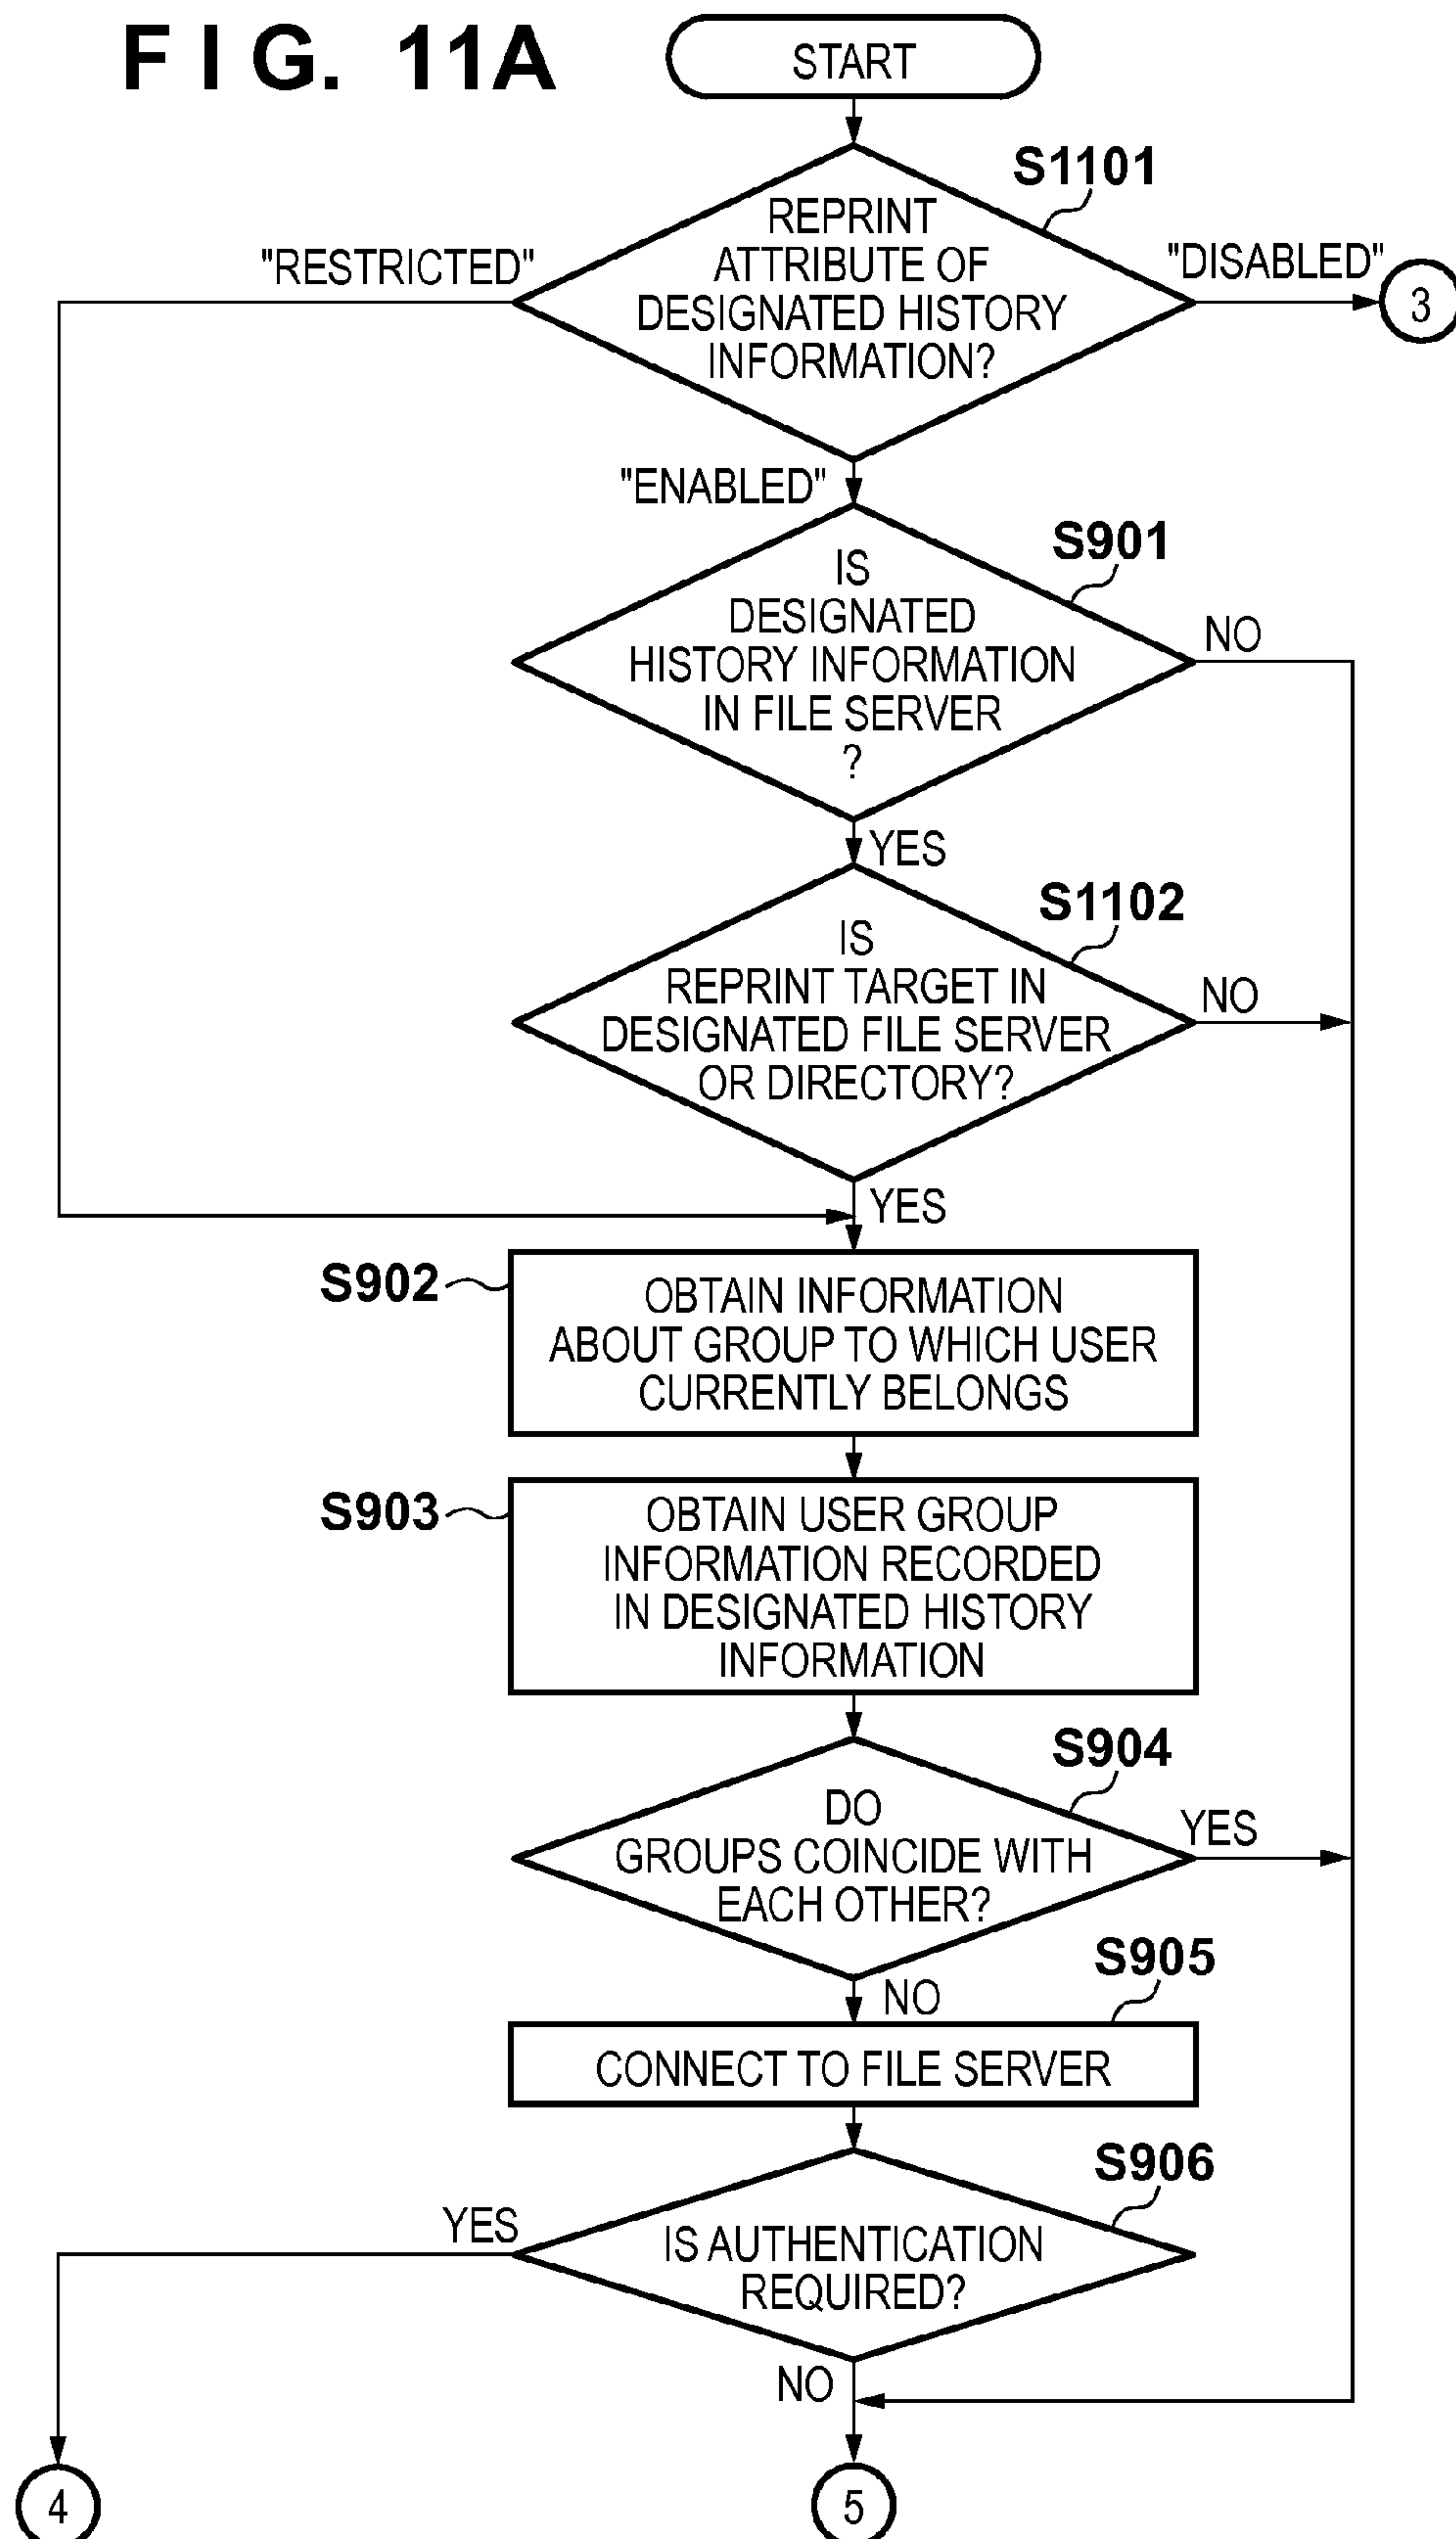 FIG. 11A
START
S1101
REPRINT
ATTRIBUTE OF
DESIGNATED HISTORY
INFORMATION?
"RESTRICTED"
"DISABLED"
3
"ENABLED"
S901
IS
DESIGNATED
HISTORY INFORMATION
IN FILE SERVER
?
NO
YES
S1102
IS
REPRINT TARGET IN
DESIGNATED FILE SERVER
OR DIRECTORY?
NO
YES
S902
OBTAIN INFORMATION
ABOUT GROUP TO WHICH USER
CURRENTLY BELONGS
S903
OBTAIN USER GROUP
INFORMATION RECORDED
IN DESIGNATED HISTORY
INFORMATION
S904
DO
GROUPS COINCIDE WITH
EACH OTHER?
YES
NO
S905
CONNECT TO FILE SERVER
S906
YES
IS AUTHENTICATION
REQUIRED?
NO
4
5